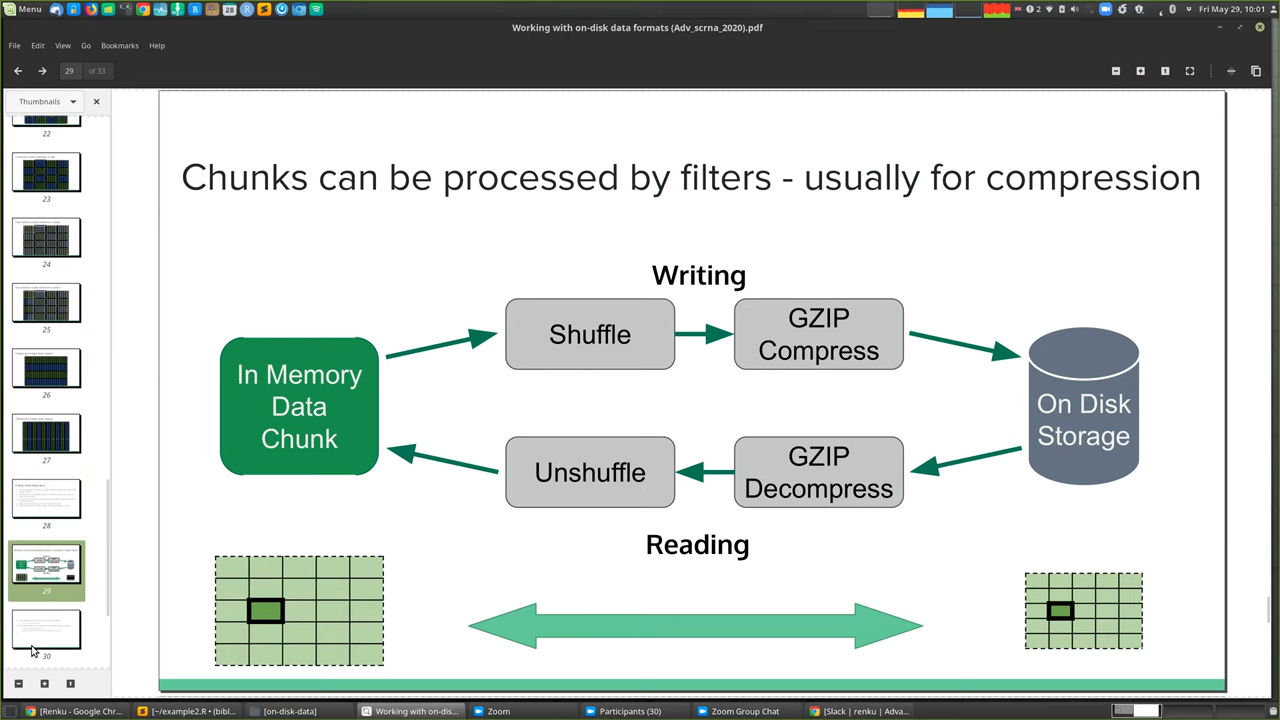 Menu
28
2
Fri May 29, 10:01
Working with on-disk data formats (Adv_scrna_2020).pdf
File Edit View Go Bookmarks Help
29 of 33
Thumbnails
22
23
24
25
26
27
28
29
30
Chunks can be processed by filters - usually for compression
Writing
Shuffle
GZIP
Compress
In Memory
Data
Chunk
On Disk
Storage
Unshuffle
GZIP
Decompress
Reading
[Renku - Google Chr...
[~/example2.R • (bibl...
[on-disk-data]
Working with on-dis...
Zoom
Participants (30)
Zoom Group Chat
[Slack | renku | Adva...